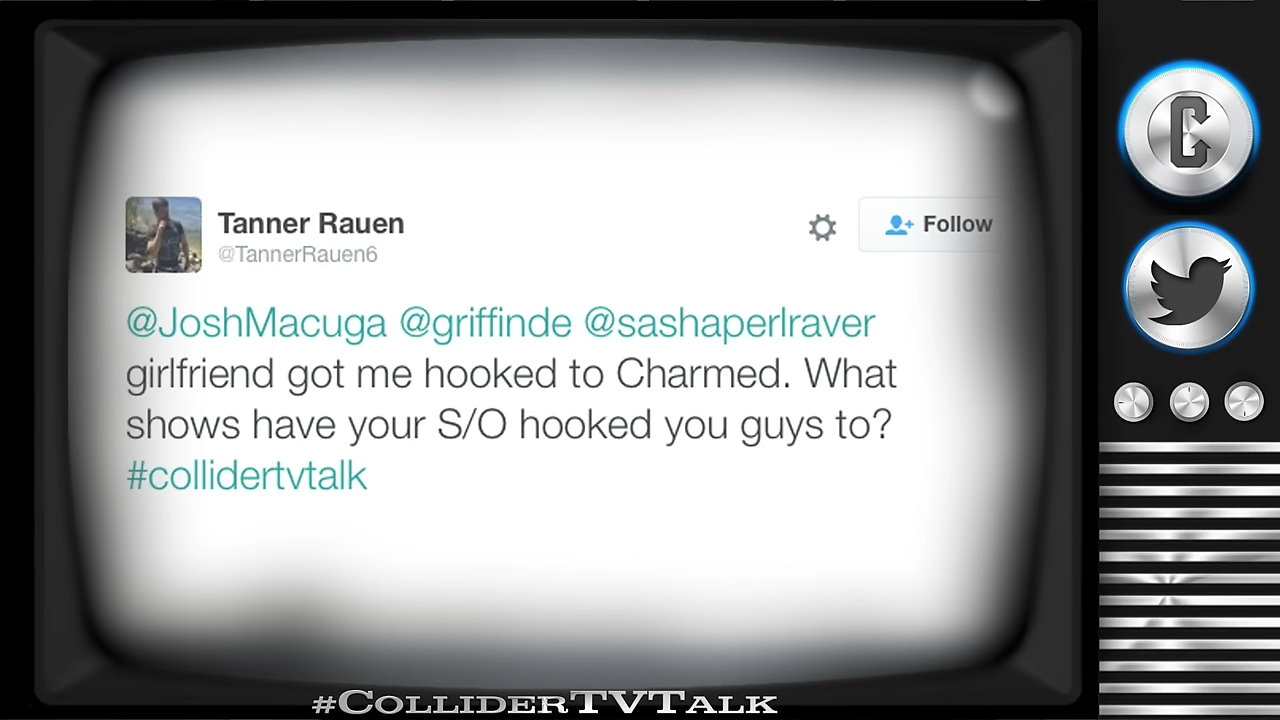 Tanner Rauen
@TannerRauen6
Follow
@JoshMacuga @griffinde @sashaperlraver
girlfriend got me hooked to Charmed. What
shows have your S/O hooked you guys to?
#collidertvtalk
#ColliderTVTalk